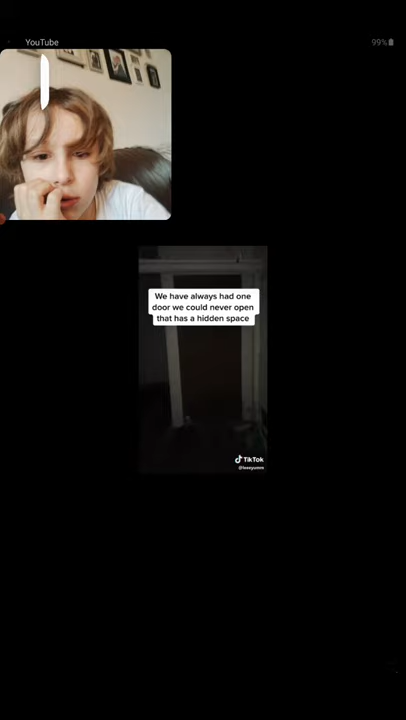 YouTube
99%
We have always had one
door we could never open
that has a hidden space
TikTok